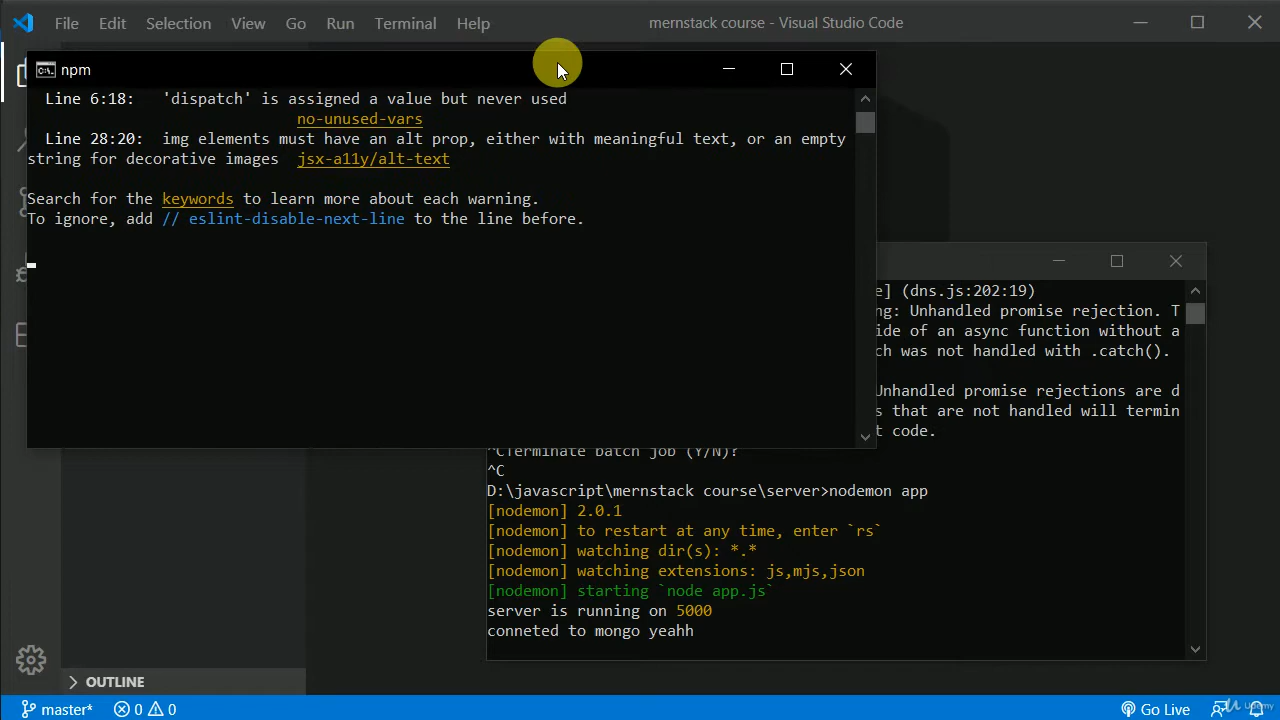 File Edit Selection View Go Run Terminal Help
mernstack course - Visual Studio Code
npm
Line 6:18: 'dispatch' is assigned a value but never used
no-unused-vars
Line 28:20: img elements must have an alt prop, either with meaningful text, or an empty
string for decorative images jsx-a11y/alt-text
Search for the keywords to learn more about each warning.
To ignore, add // eslint-disable-next-line to the line before.
e] (dns.js:202:19)
ng: Unhandled promise rejection. T
ide of an async function without a
ch was not handled with .catch().
Unhandled promise rejections are d
s that are not handled will termin
t code.
^CTerminate batch job (Y/N)?
^C
D:\javascript\mernstack course\server>nodemon app
[nodemon] 2.0.1
[nodemon] to restart at any time, enter `rs`
[nodemon] watching dir(s): *.*
[nodemon] watching extensions: js,mjs,json
[nodemon] starting `node app.js`
server is running on 5000
conneted to mongo yeahh
OUTLINE
master* 0 0
Go Live
Udemy